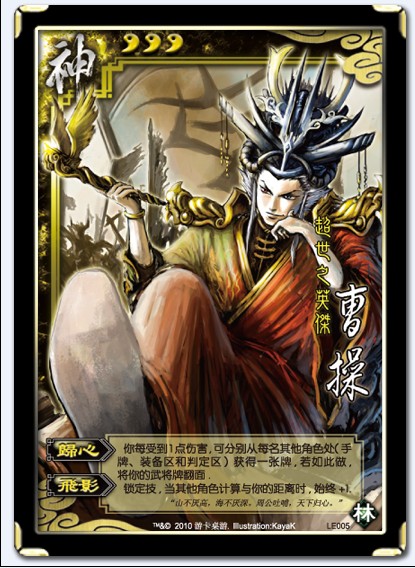 神
超世之英傑
曹操
歸心
你每受到1点伤害,可分别从每名其他角色处(手
牌、装备区和判定区)获得一张牌,若如此做,
将你的武将牌翻面.
飛影
锁定技,当其他角色计算与你的距离时,始终+1.
“山不厌高,海不厌深,周公吐哺,天下归心。”
™&© 2010 游卡桌游. Illustration:KayaK
LE005
林